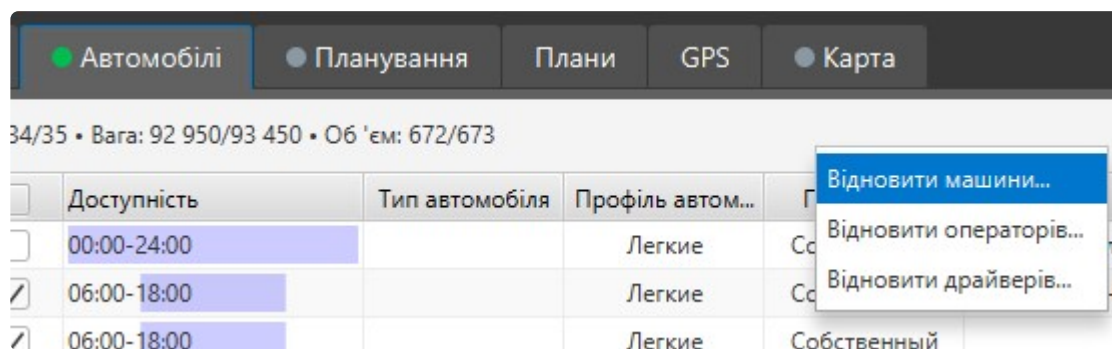 Автомобілі Планування Плани GPS Карта
34/35 • Вага: 92 950/93 450 • Об 'єм: 672/673
Доступність Тип автомобіля Профіль автом...
Відновити машини...
00:00-24:00 Легкие
Відновити операторів...
06:00-18:00 Легкие
Відновити драйверів...
06:00-18:00 Легкие Собственный